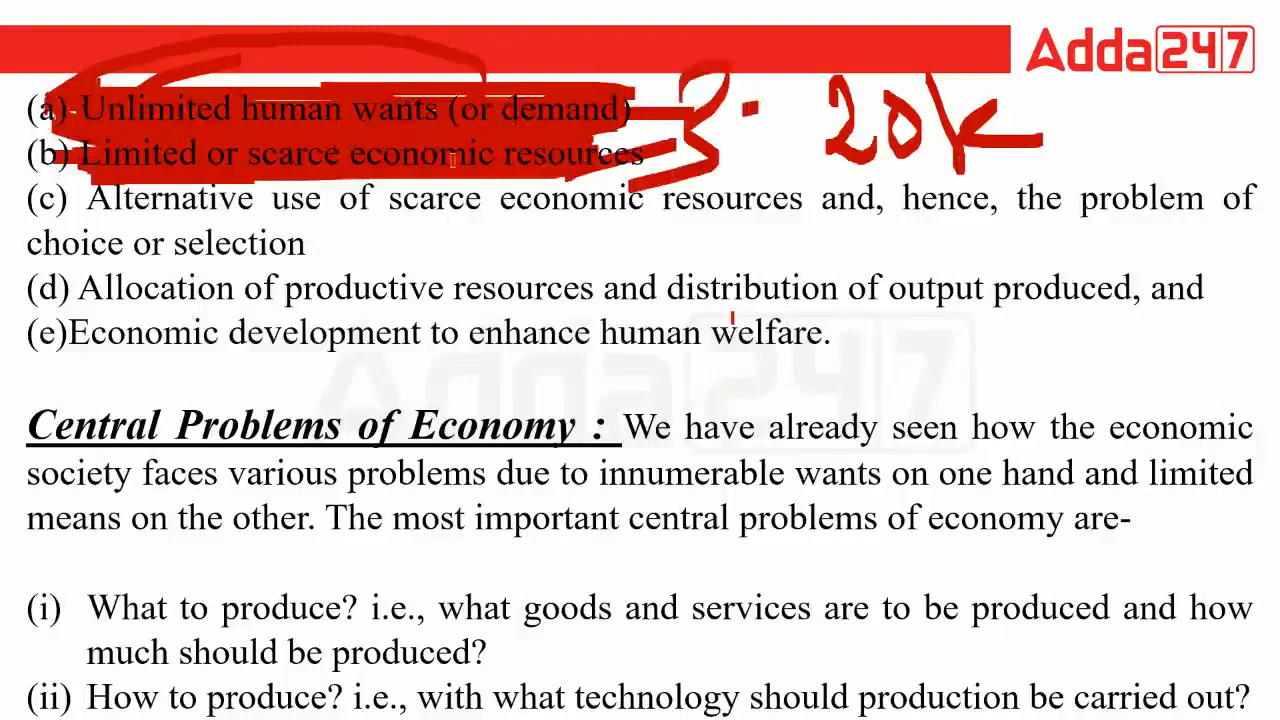 Adda247
(a) Unlimited human wants (or demand)
(b) Limited or scarce economic resources
20k
(c) Alternative use of scarce economic resources and, hence, the problem of
choice or selection
(d) Allocation of productive resources and distribution of output produced, and
(e)Economic development to enhance human welfare.
Adda247
Central Problems of Economy : We have already seen how the economic
society faces various problems due to innumerable wants on one hand and limited
means on the other. The most important central problems of economy are-
(i) What to produce? i.e., what goods and services are to be produced and how
much should be produced?
(ii) How to produce? i.e., with what technology should production be carried out?